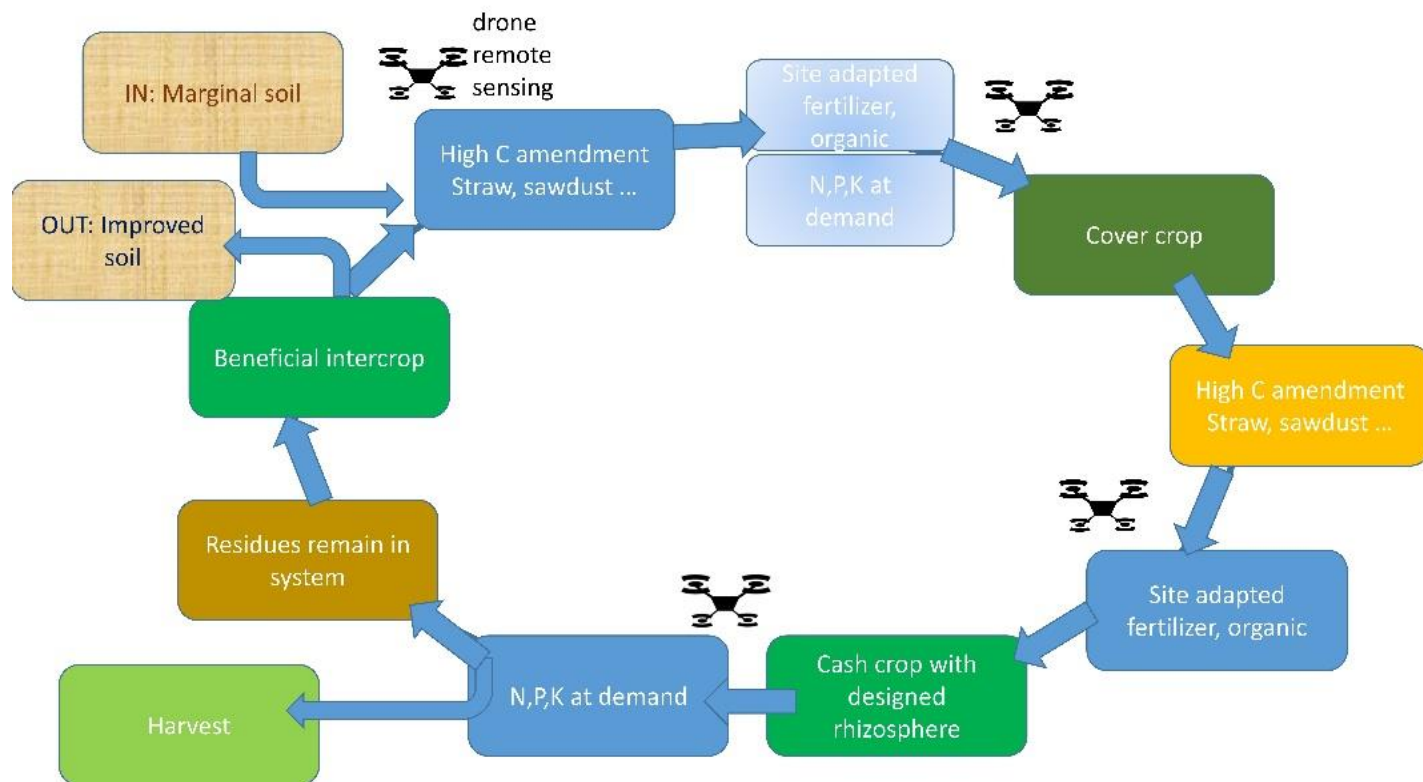 drone
remote
sensing
IN: Marginal soil
High C amendment
Straw, sawdust ...
Site adapted
fertilizer,
organic
N,P,K at
demand
Cover crop
High C amendment
Straw, sawdust ...
Site adapted
fertilizer, organic
Cash crop with
designed
rhizosphere
N,P,K at demand
Harvest
Residues remain in
system
Beneficial intercrop
OUT: Improved
soil